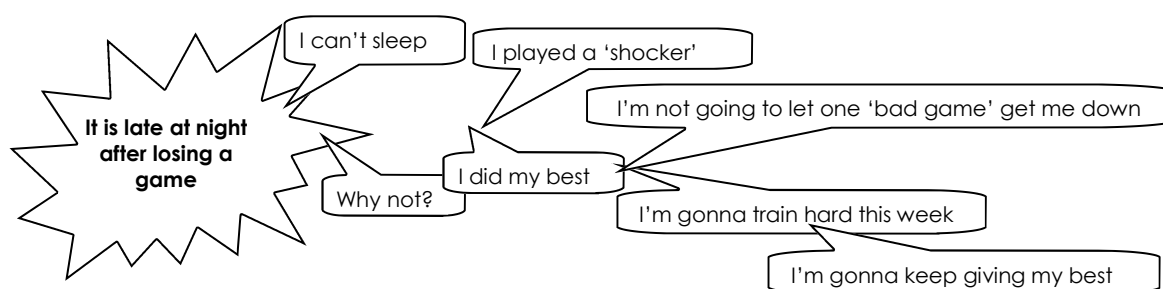 It is late at night
after losing a
game
I can’t sleep
Why not?
I played a ‘shocker’
I did my best
I’m not going to let one ‘bad game’ get me down
I’m gonna train hard this week
I’m gonna keep giving my best